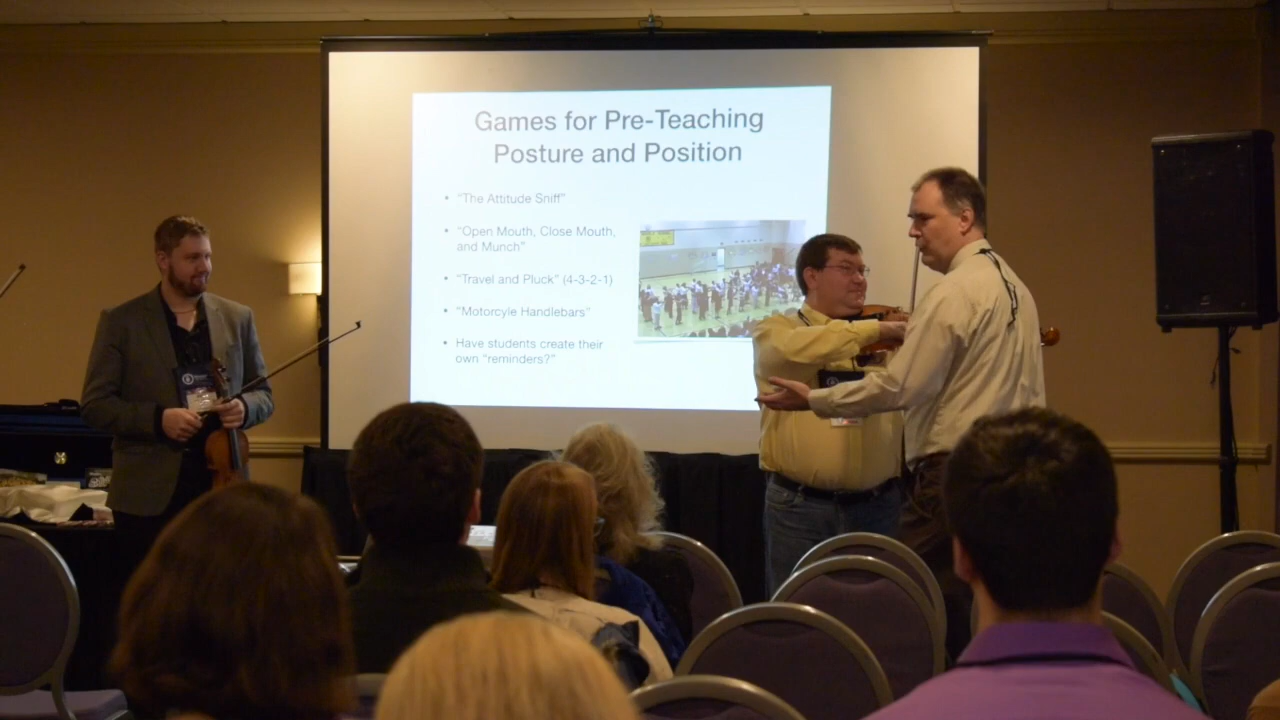 Games for Pre-Teaching
Posture and Position
• "The Attitude Sniff"
• "Open Mouth, Close Mouth,
and Munch"
• "Travel and Pluck" (4-3-2-1)
• "Motorcyle Handlebars"
• Have students create their
own "reminders?"